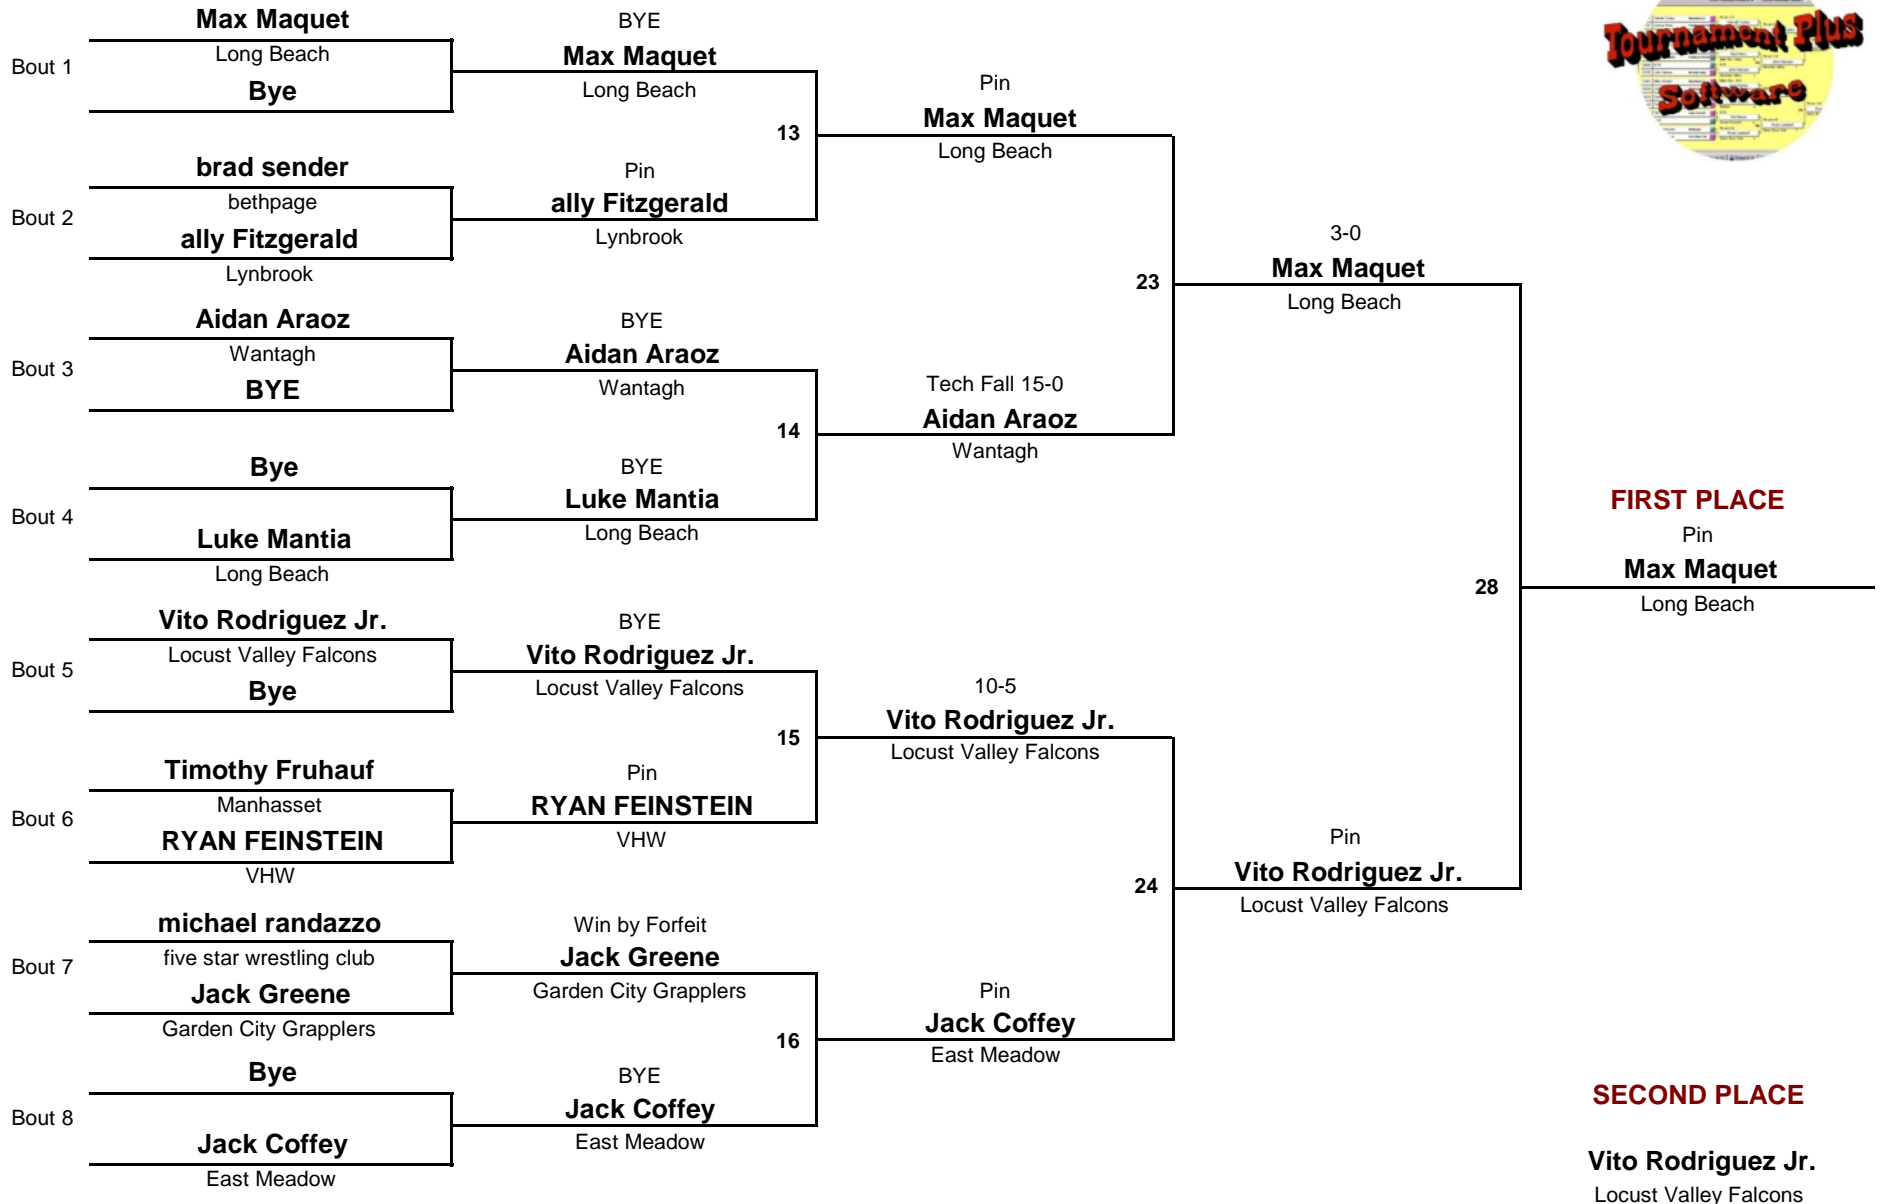 Max Maquet
Long Beach
Bout 1
Bye
brad sender
bethpage
Bout 2
ally Fitzgerald
Lynbrook
Aidan Araoz
Wantagh
Bout 3
BYE
Bye
Bout 4
Luke Mantia
Long Beach
Vito Rodriguez Jr.
Locust Valley Falcons
Bout 5
Bye
Timothy Fruhauf
Manhasset
Bout 6
RYAN FEINSTEIN
VHW
michael randazzo
five star wrestling club
Bout 7
Jack Greene
Garden City Grapplers
Bye
Bout 8
Jack Coffey
East Meadow
BYE
Max Maquet
Long Beach
13
Pin
ally Fitzgerald
Lynbrook
BYE
Aidan Araoz
Wantagh
14
BYE
Luke Mantia
Long Beach
BYE
Vito Rodriguez Jr.
Locust Valley Falcons
15
Pin
RYAN FEINSTEIN
VHW
Win by Forfeit
Jack Greene
Garden City Grapplers
16
BYE
Jack Coffey
East Meadow
Pin
Max Maquet
Long Beach
23
Tech Fall 15-0
Aidan Araoz
Wantagh
10-5
Vito Rodriguez Jr.
Locust Valley Falcons
24
Pin
Jack Coffey
East Meadow
3-0
Max Maquet
Long Beach
28
Pin
Vito Rodriguez Jr.
Locust Valley Falcons
Tournament Plus
Software
FIRST PLACE
Pin
Max Maquet
Long Beach
SECOND PLACE
Vito Rodriguez Jr.
Locust Valley Falcons